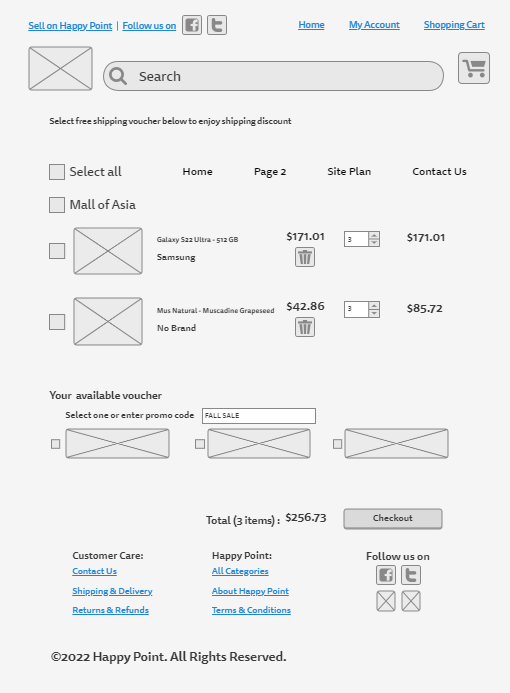 Sell on Happy Point | Follow us on
Home My Account Shopping Cart
Search
Select free shipping voucher below to enjoy shipping discount
Select all Home Page 2 Site Plan Contact Us
Mall of Asia
Galaxy S22 Ultra - 512 GB $171.01 3 $171.01
Samsung
Mus Natural - Muscadine Grapeseed $42.86 3 $85.72
No Brand
Your available voucher
Select one or enter promo code FALL SALE
Total (3 items) : $256.73 Checkout
Customer Care: Happy Point: Follow us on
Contact Us All Categories
Shipping & Delivery About Happy Point
Returns & Refunds Terms & Conditions
©2022 Happy Point. All Rights Reserved.